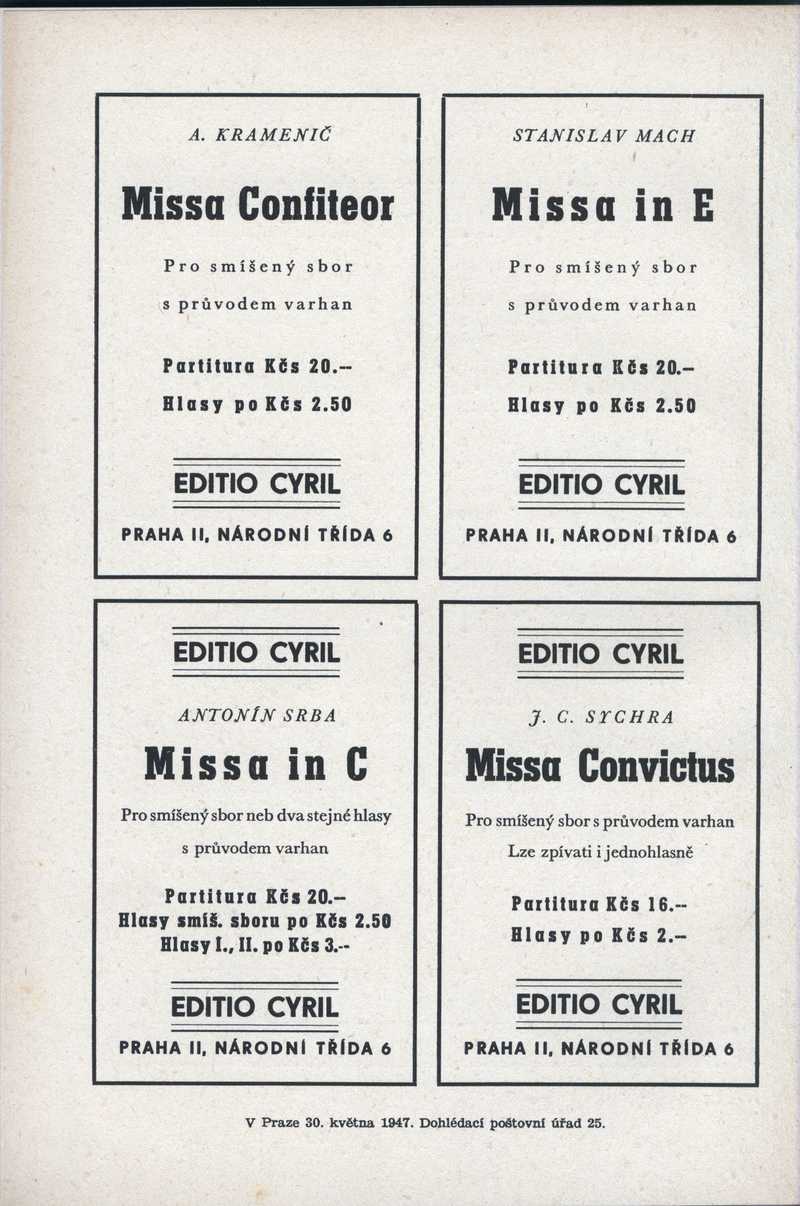 A. KRAMENIČ
Missa Confiteor
Pro smíšený sbor
s průvodem varhan
Partitura Kčs 20.--
Hlasy po Kčs 2.50
EDITIO CYRIL
PRAHA II, NÁRODNÍ TŘÍDA 6
STANISLAV MACH
Missa in E
Pro smíšený sbor
s průvodem varhan
Partitura Kčs 20.—
Hlasy po Kčs 2.50
EDITIO CYRIL
PRAHA II, NÁRODNÍ TŘÍDA 6
EDITIO CYRIL
ANTONÍN SRBA
Missa in C
Pro smíšený sbor neb dva stejné hlasy
s průvodem varhan
Partitura Kčs 20.—
Hlasy smíš. sboru po Kčs 2.50
Hlasy I., II. po Kčs 3.--
EDITIO CYRIL
PRAHA II, NÁRODNÍ TŘÍDA 6
EDITIO CYRIL
J. C. SYCHRA
Missa Convictus
Pro smíšený sbor s průvodem varhan
Lze zpívati i jednohlasně
Partitura Kčs 16.--
Hlasy po Kčs 2.—
EDITIO CYRIL
PRAHA II, NÁRODNÍ TŘÍDA 6
V Praze 30. května 1947. Dohlédací poštovní úřad 25.